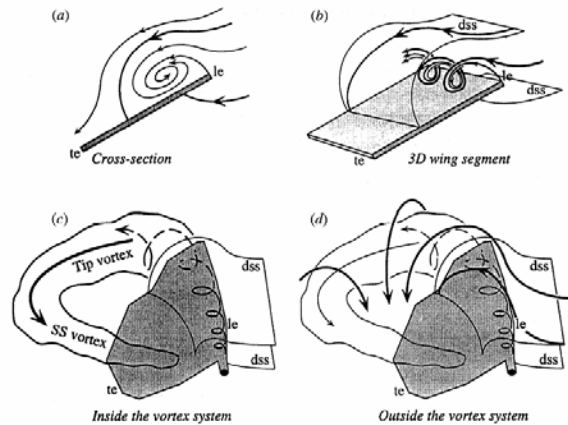 (a)
le
te
Cross-section
(b)
dss
le
dss
te
3D wing segment
(c)
Tip vortex
SS vortex
dss
le
dss
te
Inside the vortex system
(d)
dss
le
dss
te
Outside the vortex system